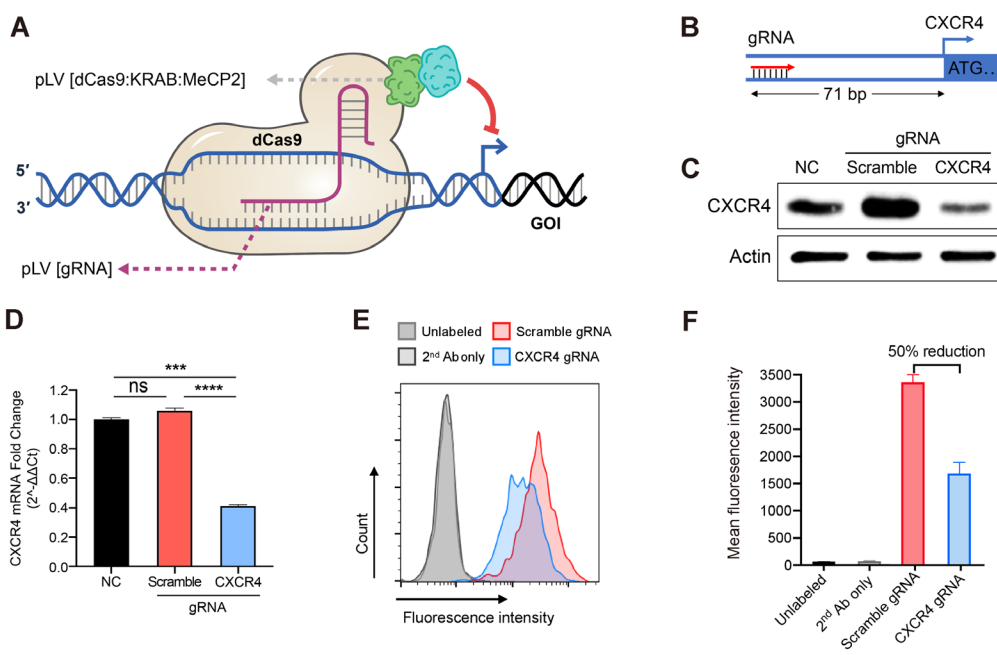 A
pLV [dCas9:KRAB:MeCP2]
dCas9
5′
3′
GOI
pLV [gRNA]
B
CXCR4
gRNA
ATG..
71 bp
C
gRNA
NC Scramble CXCR4
CXCR4
Actin
D
CXCR4 mRNA Fold Change
(2^-ΔΔCt)
***
ns ****
1.2
1.0
0.8
0.6
0.4
0.2
0.0
NC Scramble CXCR4
gRNA
E
Unlabeled Scramble gRNA
2nd Ab only CXCR4 gRNA
Count
Fluorescence intensity
F
50% reduction
Mean fluoresence intensity
3500
3000
2500
2000
1500
1000
500
0
Unlabeled
2nd Ab only
Scramble gRNA
CXCR4 gRNA